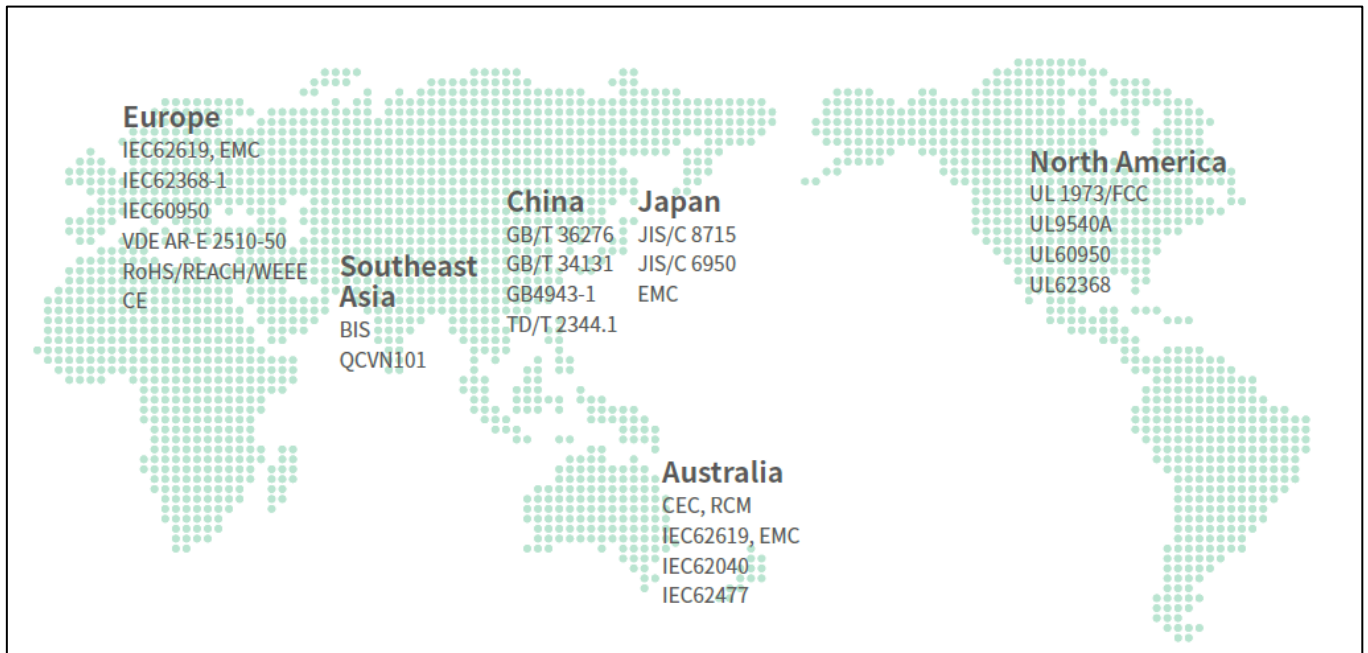 Europe
IEC62619, EMC
IEC62368-1
IEC60950
VDE AR-E 2510-50
RoHS/REACH/WEEE
CE
Southeast
Asia
BIS
QCVN101
China
GB/T 36276
GB/T 34131
GB4943-1
TD/T 2344.1
Japan
JIS/C 8715
JIS/C 6950
EMC
Australia
CEC, RCM
IEC62619, EMC
IEC62040
IEC62477
North America
UL 1973/FCC
UL9540A
UL60950
UL62368